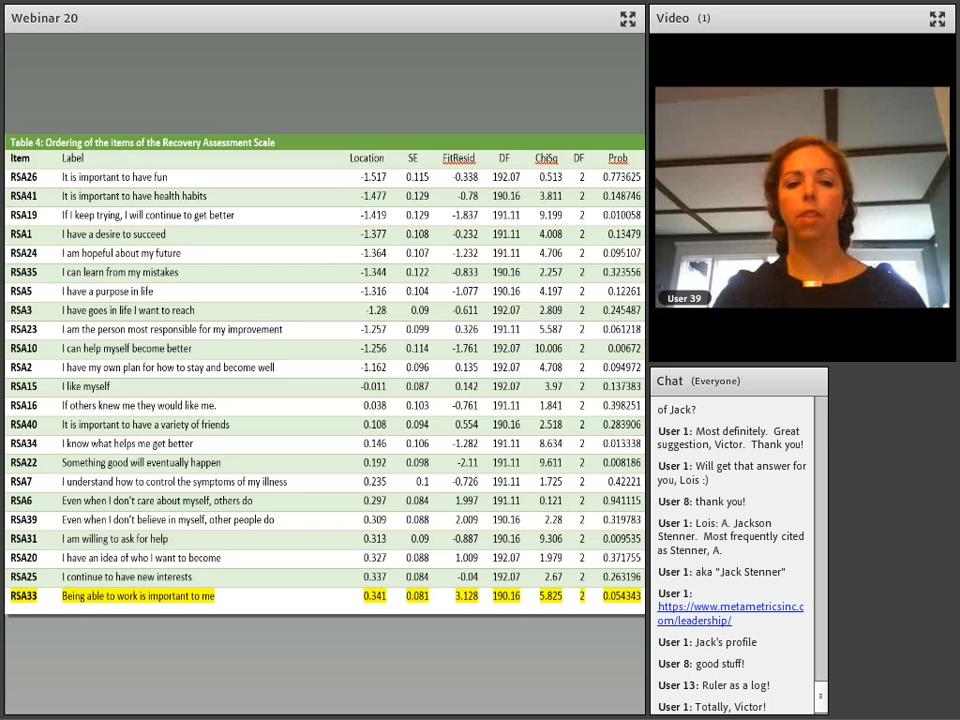 Webinar 20
Table 4: Ordering of the items of the Recovery Assessment Scale
Item Label Location SE FitResid DF ChiSq DF Prob
RSA26 It is important to have fun -1.517 0.115 -0.338 192.07 0.513 2 0.773625
RSA41 It is important to have health habits -1.477 0.129 -0.78 190.16 3.811 2 0.148746
RSA19 If I keep trying, I will continue to get better -1.419 0.129 -1.837 191.11 9.199 2 0.010058
RSA1 I have a desire to succeed -1.377 0.108 -0.232 191.11 4.008 2 0.13479
RSA24 I am hopeful about my future -1.364 0.107 -1.232 191.11 4.706 2 0.095107
RSA35 I can learn from my mistakes -1.344 0.122 -0.833 190.16 2.257 2 0.323556
RSA5 I have a purpose in life -1.316 0.104 -1.077 190.16 4.197 2 0.12261
RSA3 I have goes in life I want to reach -1.28 0.09 -0.611 192.07 2.809 2 0.245487
RSA23 I am the person most responsible for my improvement -1.257 0.099 0.326 191.11 5.587 2 0.061218
RSA10 I can help myself become better -1.256 0.114 -1.761 192.07 10.006 2 0.00672
RSA2 I have my own plan for how to stay and become well -1.162 0.096 0.135 192.07 4.708 2 0.094972
RSA15 I like myself -0.011 0.087 0.142 192.07 3.97 2 0.137383
RSA16 If others knew me they would like me. 0.038 0.103 -0.761 191.11 1.841 2 0.398251
RSA40 It is important to have a variety of friends 0.108 0.094 0.554 192.07 2.518 2 0.283906
RSA34 I know what helps me get better 0.146 0.106 -1.282 191.11 8.634 2 0.013338
RSA22 Something good will eventually happen 0.192 0.098 -2.11 191.11 9.611 2 0.008186
RSA7 I understand how to control the symptoms of my illness 0.235 0.1 -0.726 191.11 1.725 2 0.42221
RSA6 Even when I don't care about myself, others do 0.297 0.084 1.997 191.11 0.121 2 0.941115
RSA39 Even when I don't believe in myself, other people do 0.309 0.088 2.009 190.16 2.28 2 0.319783
RSA31 I am willing to ask for help 0.313 0.09 -0.887 191.11 9.306 2 0.009535
RSA20 I have an idea of who I want to become 0.327 0.088 1.009 192.07 1.979 2 0.371755
RSA25 I continue to have new interests 0.337 0.084 -0.04 192.07 2.67 2 0.263196
RSA33 Being able to work is important to me 0.341 0.081 3.128 190.16 5.825 2 0.054343
Video (1)
User 39
Chat (Everyone)
of Jack?
User 1: Most definitely. Great
suggestion, Victor. Thank you!
User 1: Will get that answer for
you, Lois :)
User 8: thank you!
User 1: Lois: A. Jackson
Stenner. Most frequently cited
as Stenner, A.
User 1: aka "Jack Stenner"
User 1:
https://www.metametricsinc.c
om/leadership/
User 1: Jack's profile
User 8: good stuff!
User 13: Ruler as a log!
User 1: Totally, Victor!